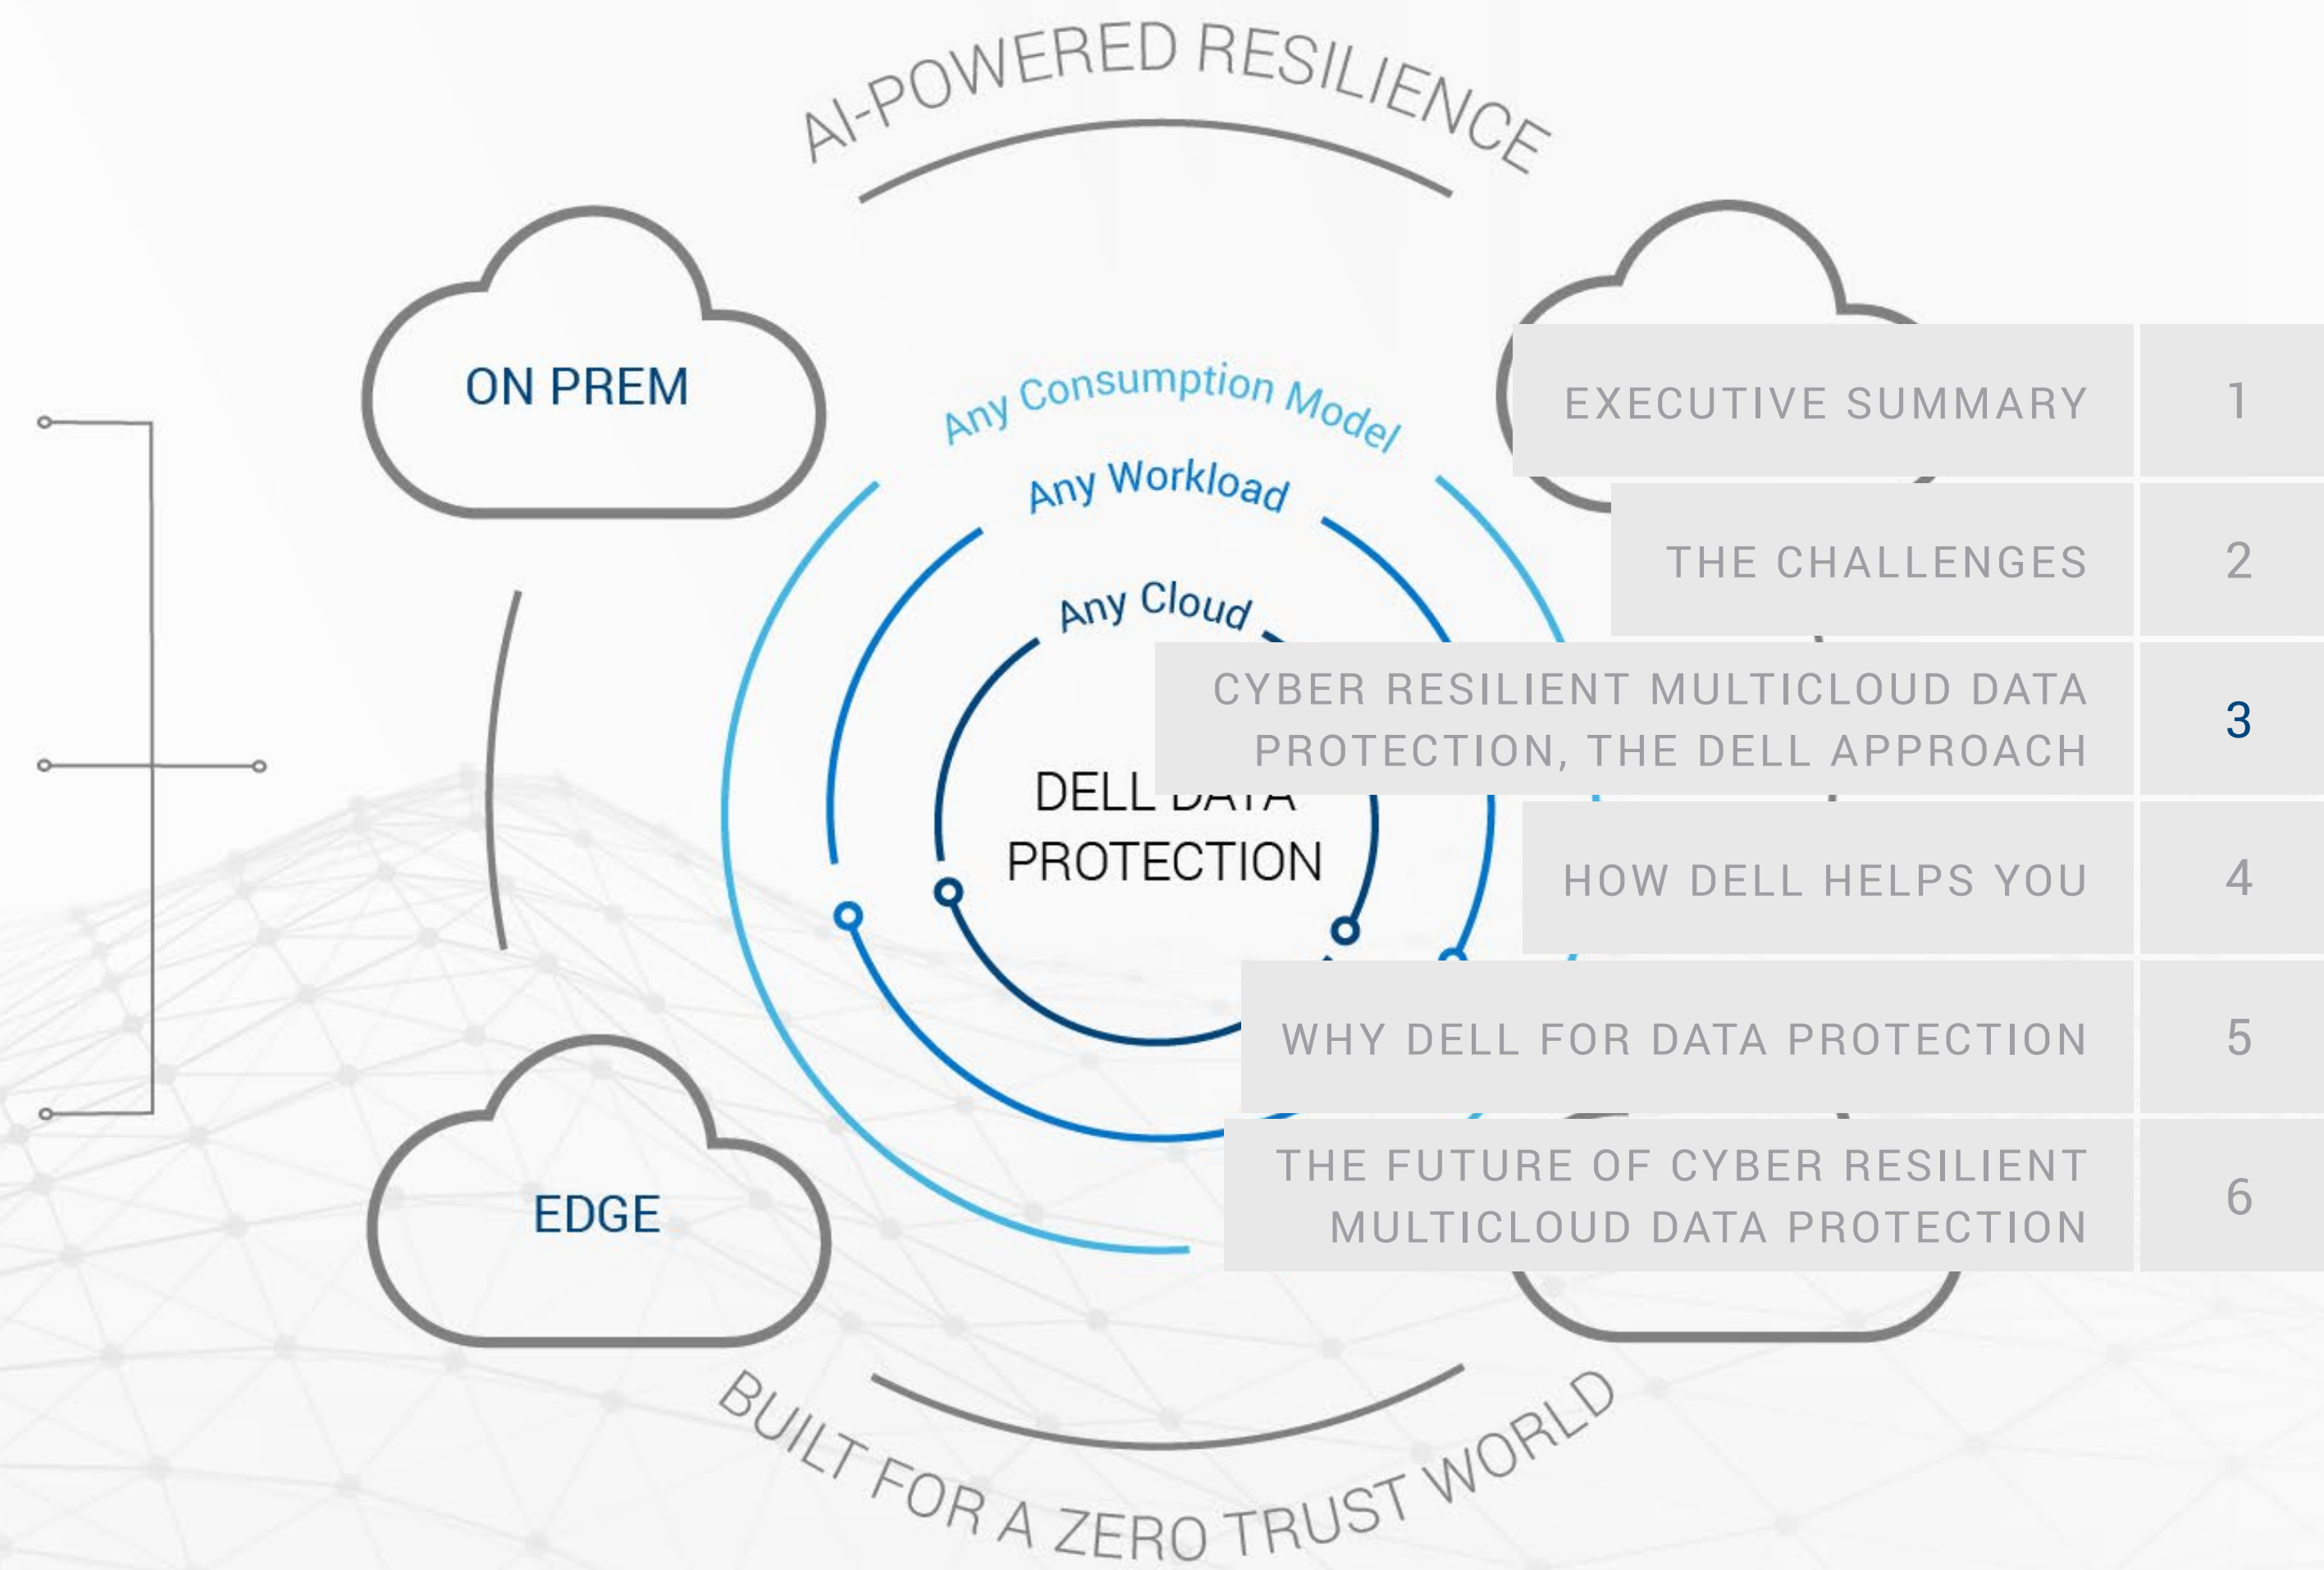 AI-POWERED RESILIENCE
ON PREM
Any Consumption Model
Any Workload
Any Cloud
DELL DATA
PROTECTION
EDGE
BUILT FOR A ZERO TRUST WORLD
EXECUTIVE SUMMARY 1
THE CHALLENGES 2
CYBER RESILIENT MULTICLOUD DATA
PROTECTION, THE DELL APPROACH 3
HOW DELL HELPS YOU 4
WHY DELL FOR DATA PROTECTION 5
THE FUTURE OF CYBER RESILIENT
MULTICLOUD DATA PROTECTION 6